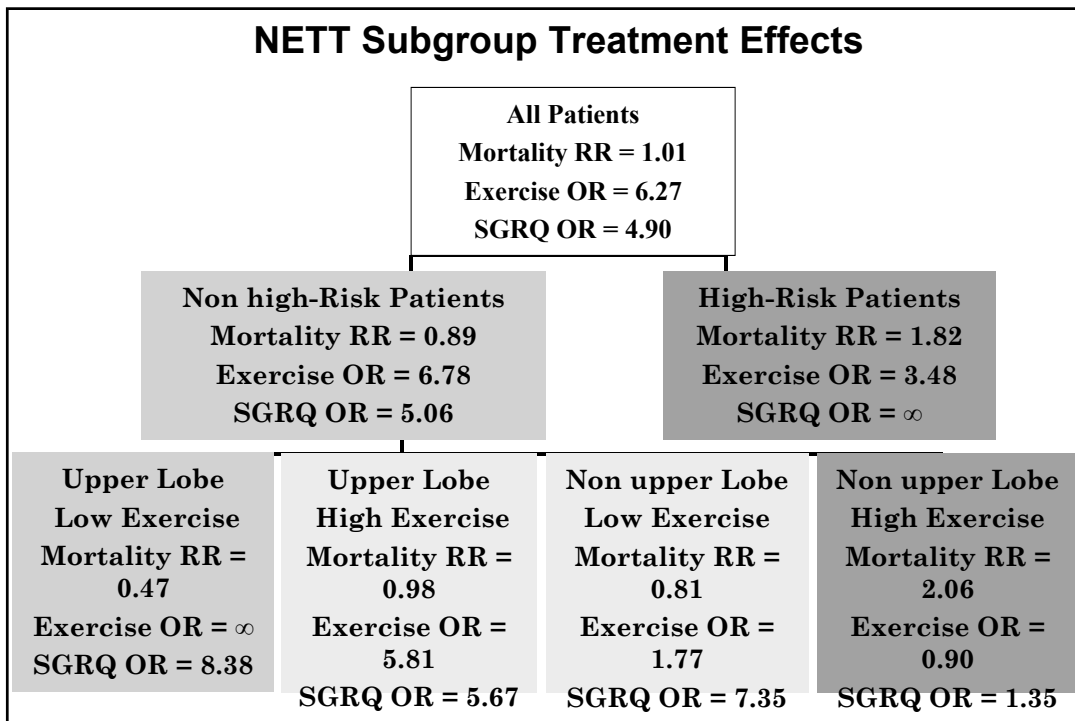 NETT Subgroup Treatment Effects
All Patients
Mortality RR = 1.01
Exercise OR = 6.27
SGRQ OR = 4.90
Non high-Risk Patients
Mortality RR = 0.89
Exercise OR = 6.78
SGRQ OR = 5.06
High-Risk Patients
Mortality RR = 1.82
Exercise OR = 3.48
SGRQ OR = ∞
Upper Lobe
Low Exercise
Mortality RR =
0.47
Exercise OR = ∞
SGRQ OR = 8.38
Upper Lobe
High Exercise
Mortality RR =
0.98
Exercise OR =
5.81
SGRQ OR = 5.67
Non upper Lobe
Low Exercise
Mortality RR =
0.81
Exercise OR =
1.77
SGRQ OR = 7.35
Non upper Lobe
High Exercise
Mortality RR =
2.06
Exercise OR =
0.90
SGRQ OR = 1.35